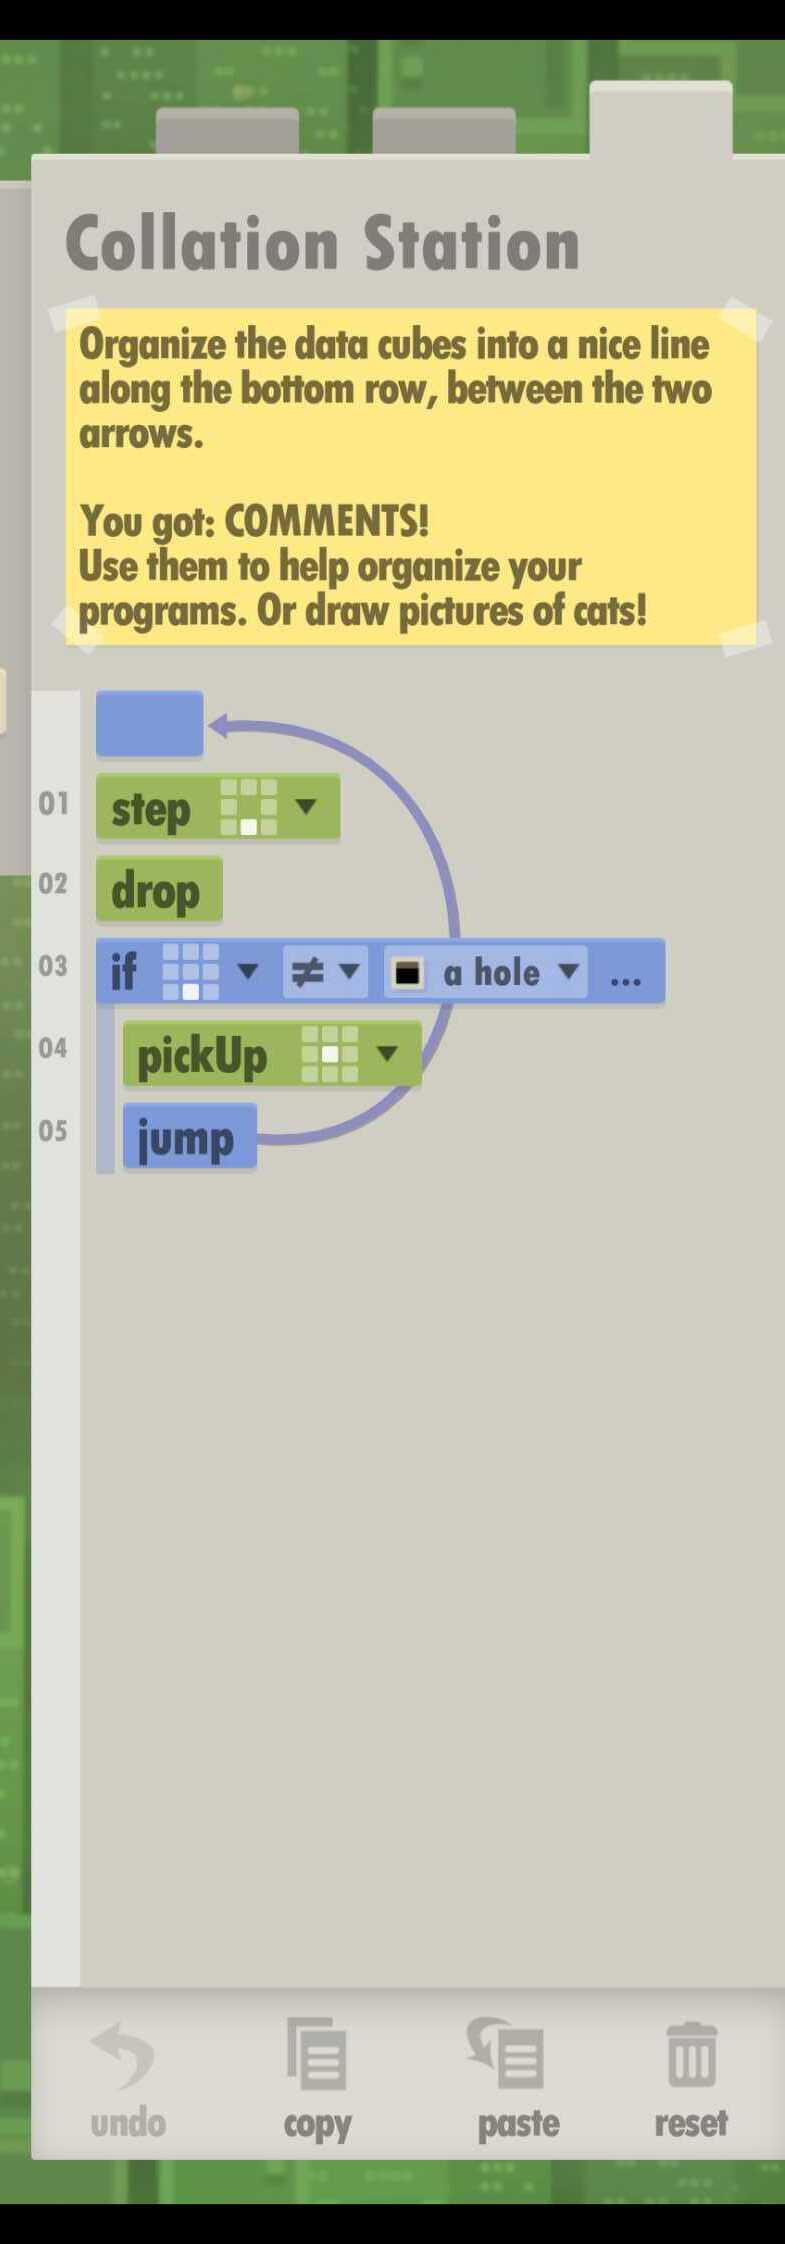 Collation Station
Organize the data cubes into a nice line
along the bottom row, between the two
arrows.
You got: COMMENTS!
Use them to help organize your
programs. Or draw pictures of cats!
01 step
02 drop
03 if ≠ a hole ...
04 pickUp
05 jump
undo copy paste reset